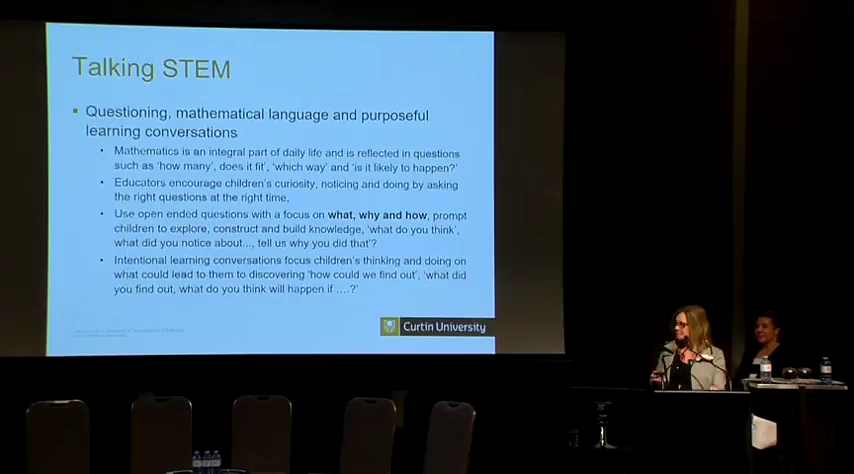 Talking STEM
Questioning, mathematical language and purposeful
learning conversations
Mathematics is an integral part of daily life and is reflected in questions
such as 'how many', does it fit', 'which way' and 'is it likely to happen?'
Educators encourage children's curiosity, noticing and doing by asking
the right questions at the right time,
Use open ended questions with a focus on what, why and how, prompt
children to explore, construct and build knowledge, 'what do you think',
what did you notice about..., tell us why you did that'?
Intentional learning conversations focus children's thinking and doing on
what could lead to them to discovering 'how could we find out', 'what did
you find out, what do you think will happen if ….?'
Curtin University